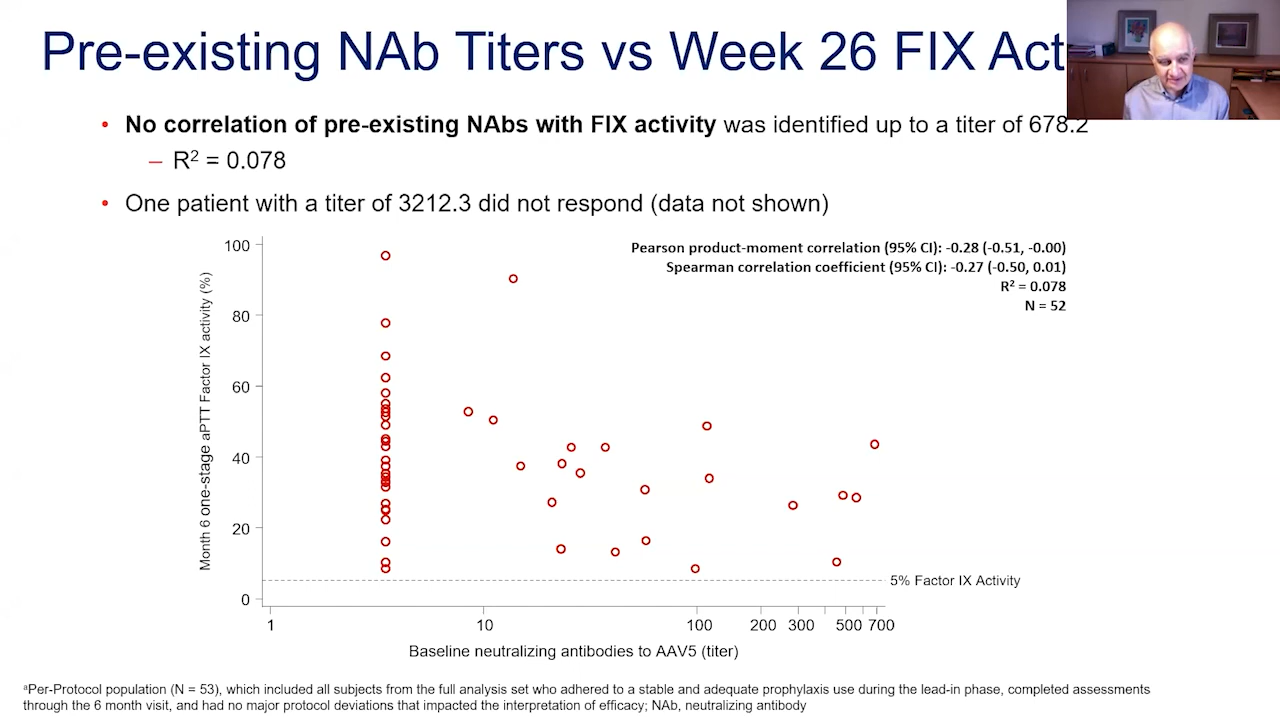 Pre-existing NAb Titers vs Week 26 FIX Act
• No correlation of pre-existing NAbs with FIX activity was identified up to a titer of 678.2
– R² = 0.078
• One patient with a titer of 3212.3 did not respond (data not shown)
Pearson product-moment correlation (95% CI): -0.28 (-0.51, -0.00)
Spearman correlation coefficient (95% CI): -0.27 (-0.50, 0.01)
R² = 0.078
N = 52
Month 6 one-stage aPTT Factor IX activity (%)
100
80
60
40
20
0
5% Factor IX Activity
1 10 100 200 300 500 700
Baseline neutralizing antibodies to AAV5 (titer)
ᵃPer-Protocol population (N = 53), which included all subjects from the full analysis set who adhered to a stable and adequate prophylaxis use during the lead-in phase, completed assessments
through the 6 month visit, and had no major protocol deviations that impacted the interpretation of efficacy; NAb, neutralizing antibody